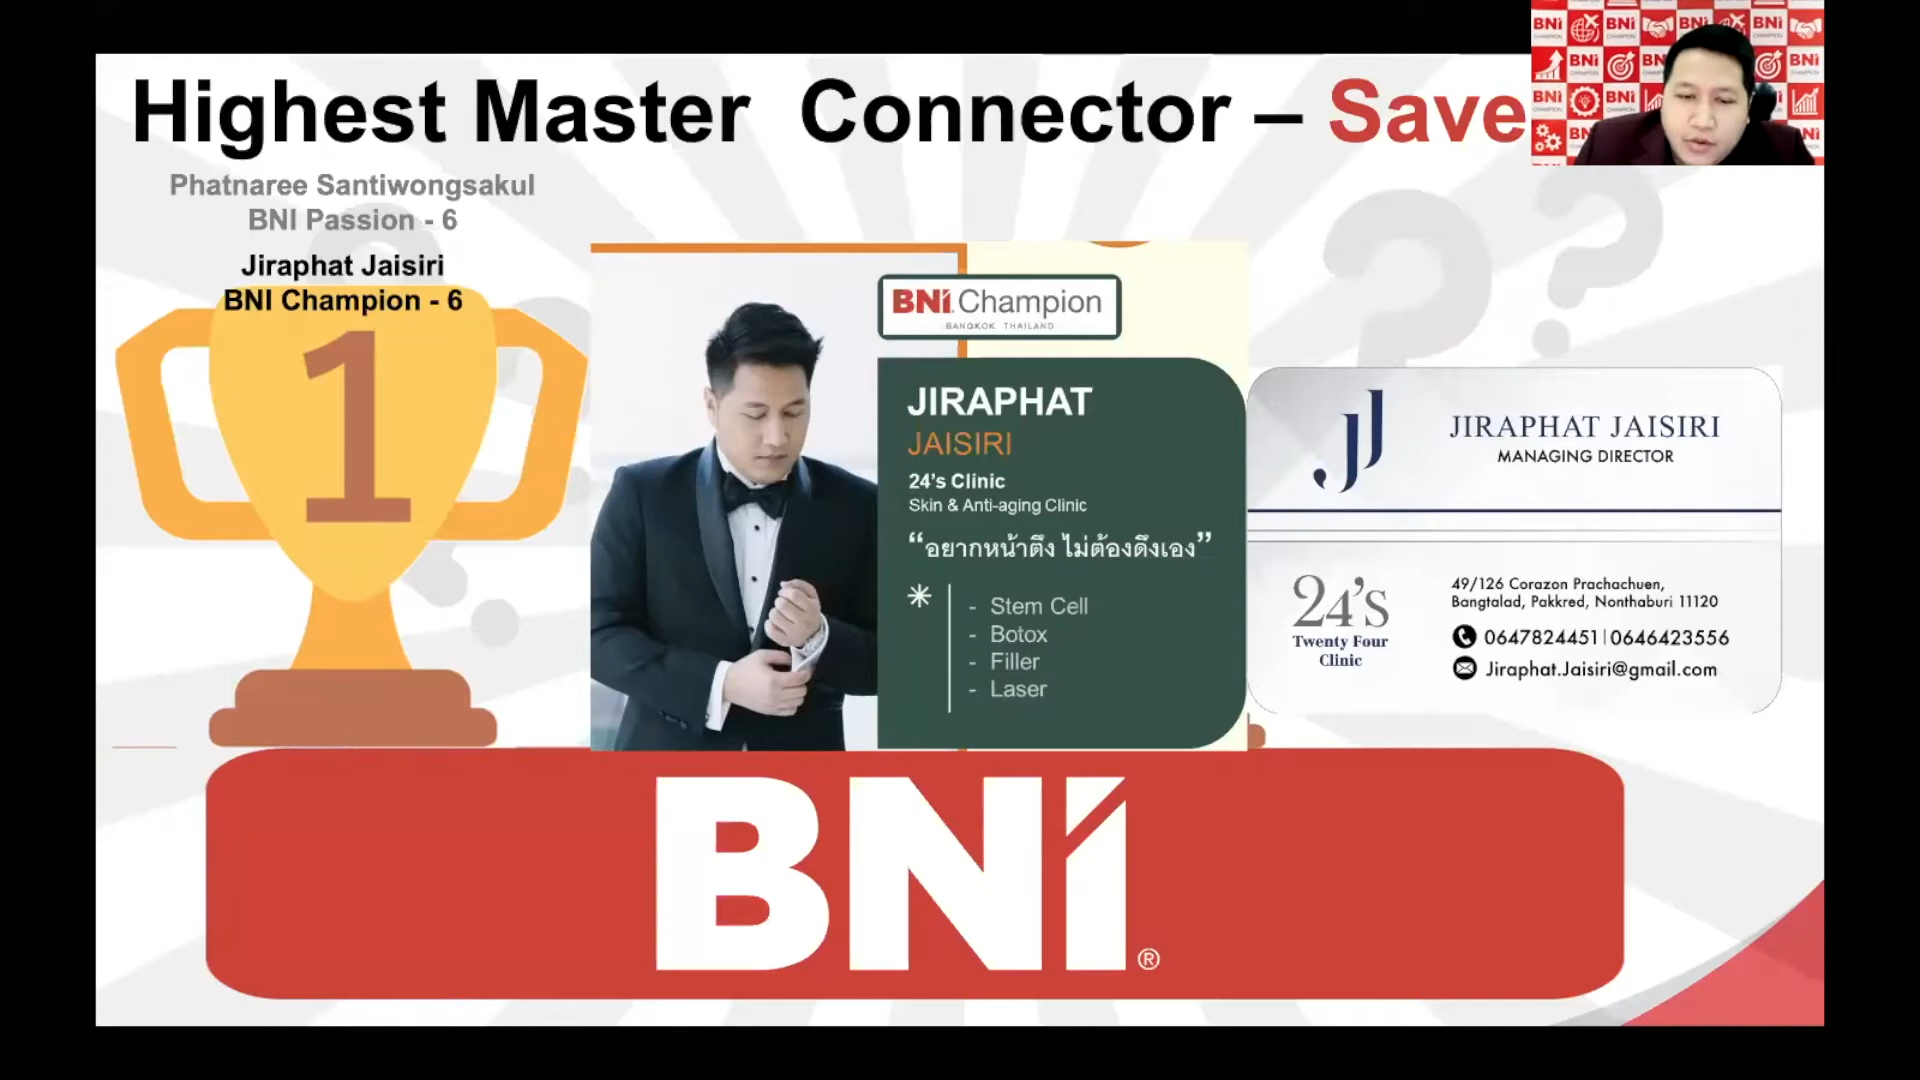 Highest Master Connector – Save
Phatnaree Santiwongsakul
BNI Passion - 6
Jiraphat Jaisiri
BNI Champion - 6
1
BNI Champion
BANGKOK THAILAND
JIRAPHAT
JAISIRI
24's Clinic
Skin & Anti-aging Clinic
“อยากหน้าตึง ไม่ต้องดึงเอง”
- Stem Cell
- Botox
- Filler
- Laser
JJ
JIRAPHAT JAISIRI
MANAGING DIRECTOR
24's
Twenty Four
Clinic
49/126 Corazon Prachachuen,
Bangtalad, Pakkred, Nonthaburi 11120
0647824451|0646423556
Jiraphat.Jaisiri@gmail.com
BNI®